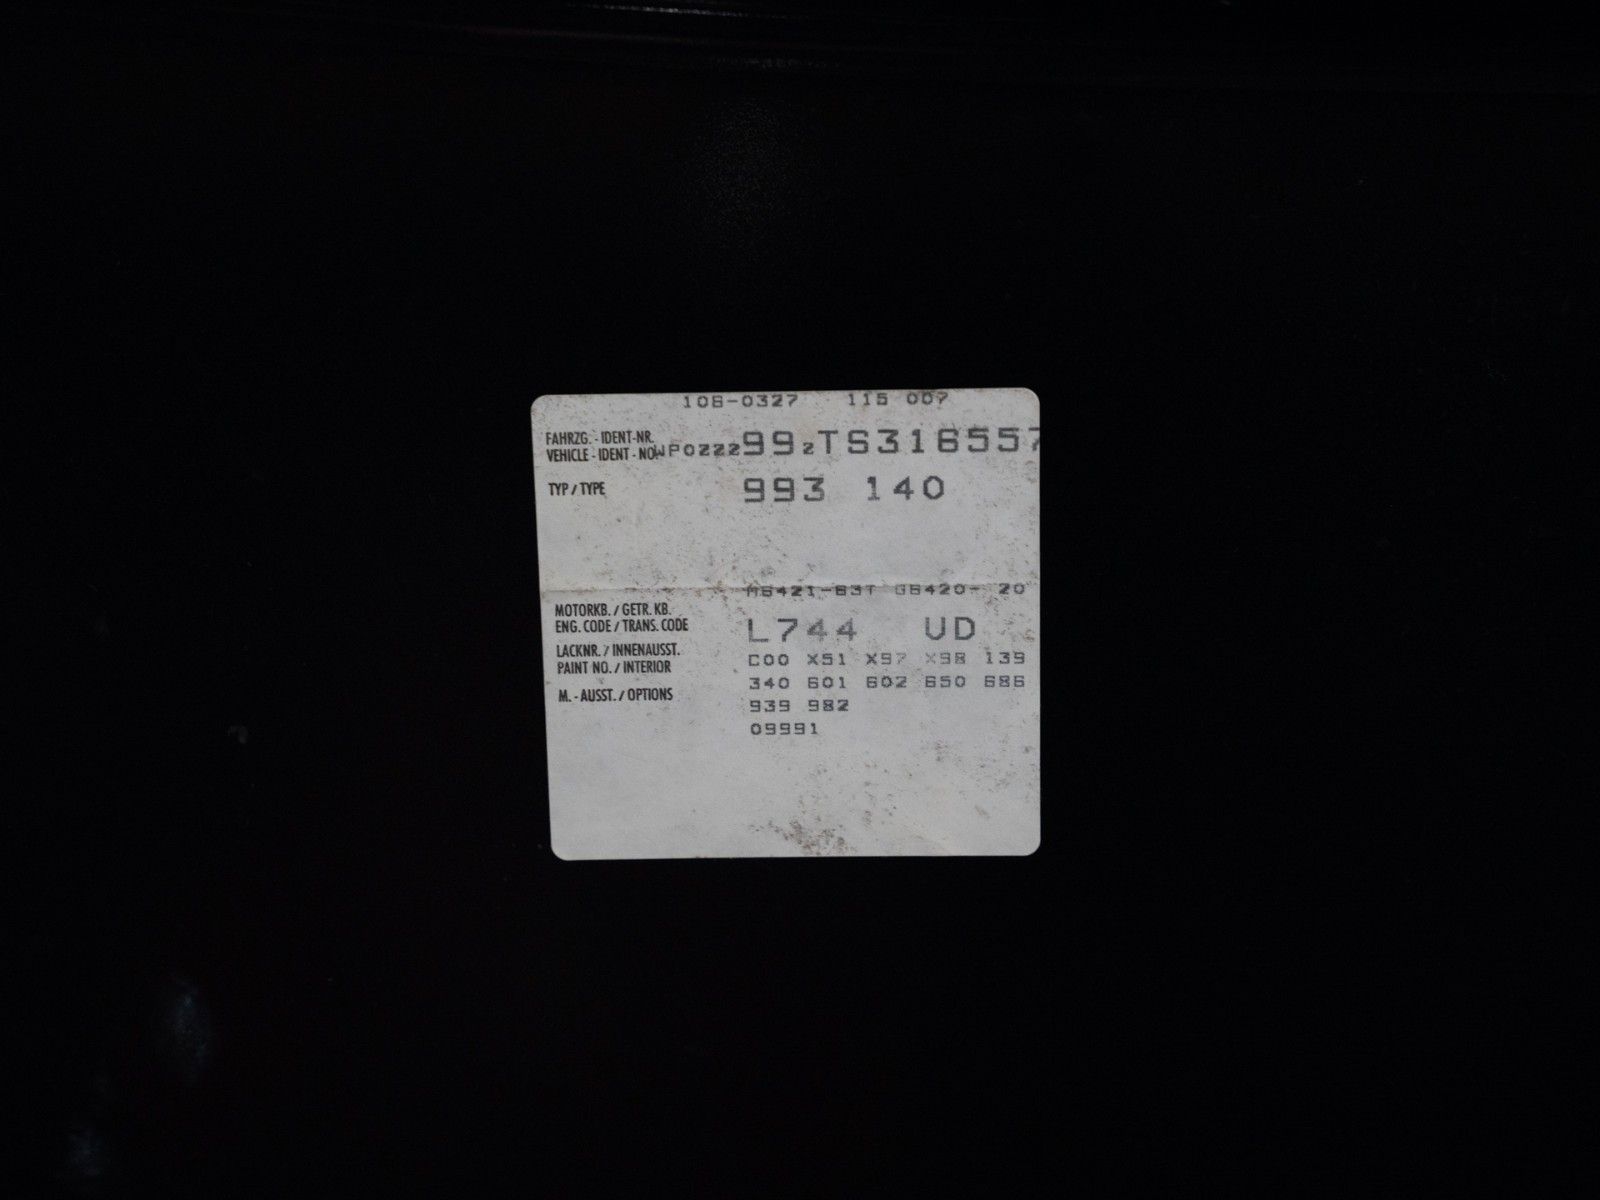 108-0327 115 007
FAHRZG. - IDENT-NR.
VEHICLE - IDENT - NO. WP0ZZZ99ZTS316557
TYP / TYPE 993 140
M6421-63T G6420- 20
MOTORKB. / GETR. KB.
ENG. CODE / TRANS. CODE L744 UD
LACKNR. / INNENAUSST. C00 X51 X97 X98 139
PAINT NO. / INTERIOR
340 601 602 650 686
M. - AUSST. / OPTIONS 939 982
09991